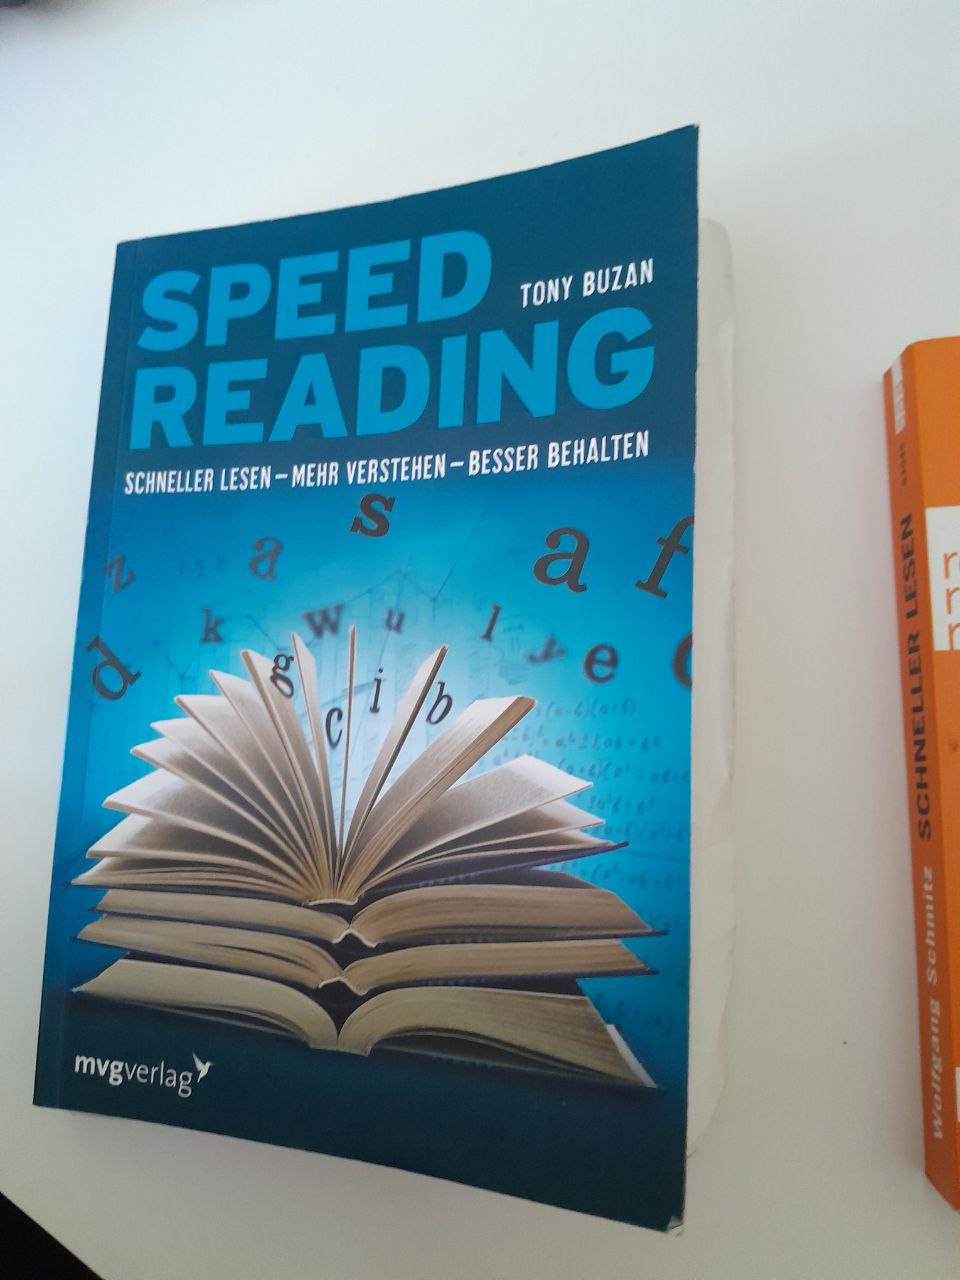 SPEED
TONY BUZAN
READING
SCHNELLER LESEN – MEHR VERSTEHEN – BESSER BEHALTEN
s
a
a
f
z
k
w
u
l
e
d
g
i
c
b
mvgverlag
Wolfgang Schmitz SCHNELLER LESEN